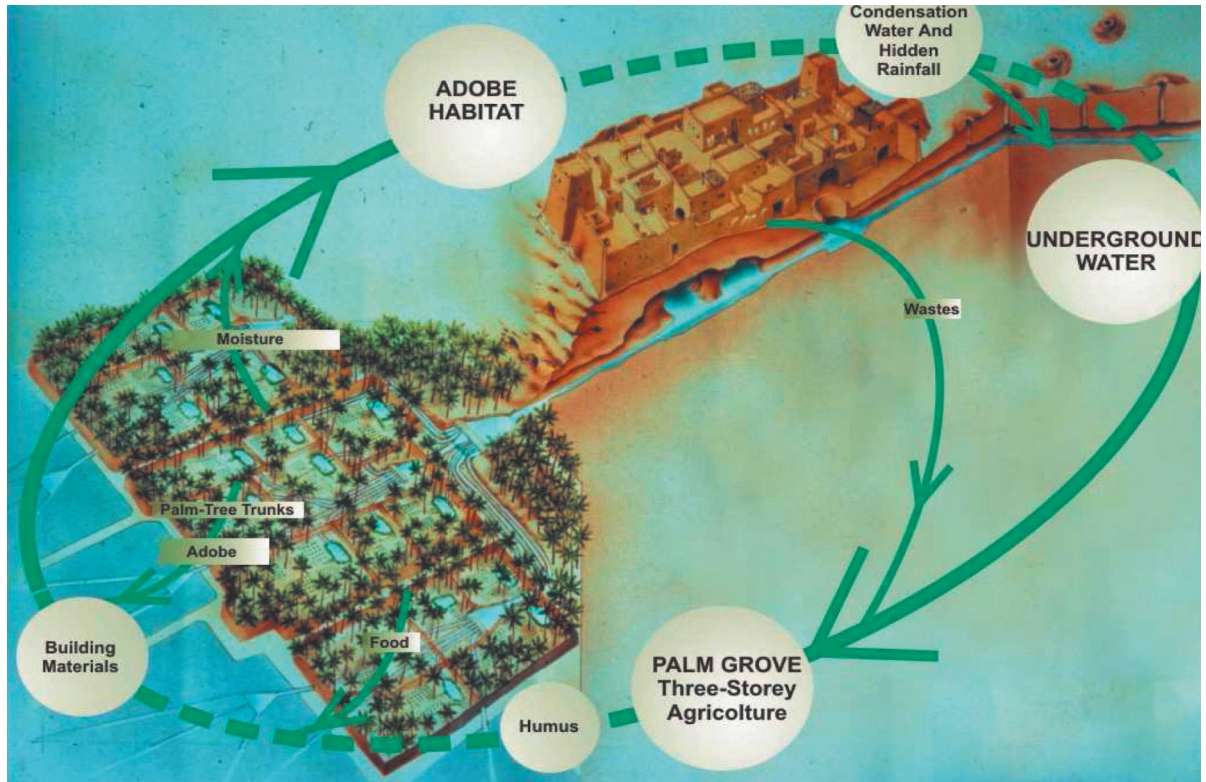 Condensation
Water And
Hidden
Rainfall
ADOBE
HABITAT
UNDERGROUND
WATER
Wastes
Moisture
Palm-Tree Trunks
Adobe
Building
Materials
Food
Humus
PALM GROVE
Three-Storey
Agricolture